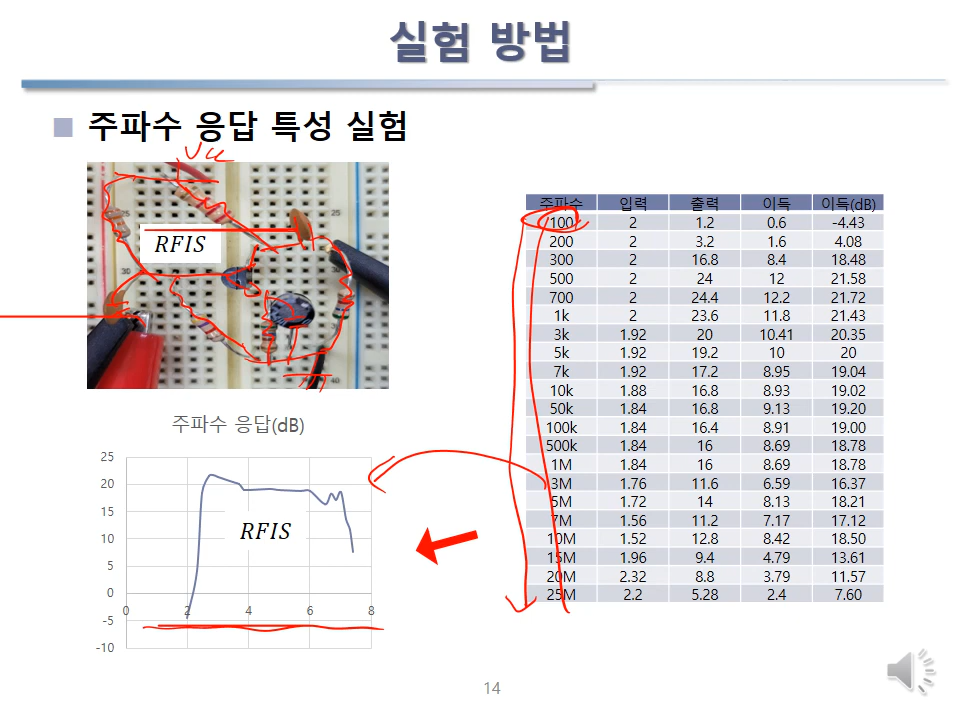 실험 방법
주파수 응답 특성 실험
Vcc
RFIS
주파수 응답(dB)
25
20
15
10
5
0
-5
-10
0 2 4 6 8
RFIS
주파수 입력 출력 이득 이득(dB)
100 2 1.2 0.6 -4.43
200 2 3.2 1.6 4.08
300 2 16.8 8.4 18.48
500 2 24 12 21.58
700 2 24.4 12.2 21.72
1k 2 23.6 11.8 21.43
3k 1.92 20 10.41 20.35
5k 1.92 19.2 10 20
7k 1.92 17.2 8.95 19.04
10k 1.88 16.8 8.93 19.02
50k 1.84 16.8 9.13 19.20
100k 1.84 16.4 8.91 19.00
500k 1.84 16 8.69 18.78
1M 1.84 16 8.69 18.78
3M 1.76 11.6 6.59 16.37
5M 1.72 14 8.13 18.21
7M 1.56 11.2 7.17 17.12
10M 1.52 12.8 8.42 18.50
15M 1.96 9.4 4.79 13.61
20M 2.32 8.8 3.79 11.57
25M 2.2 5.28 2.4 7.60
14